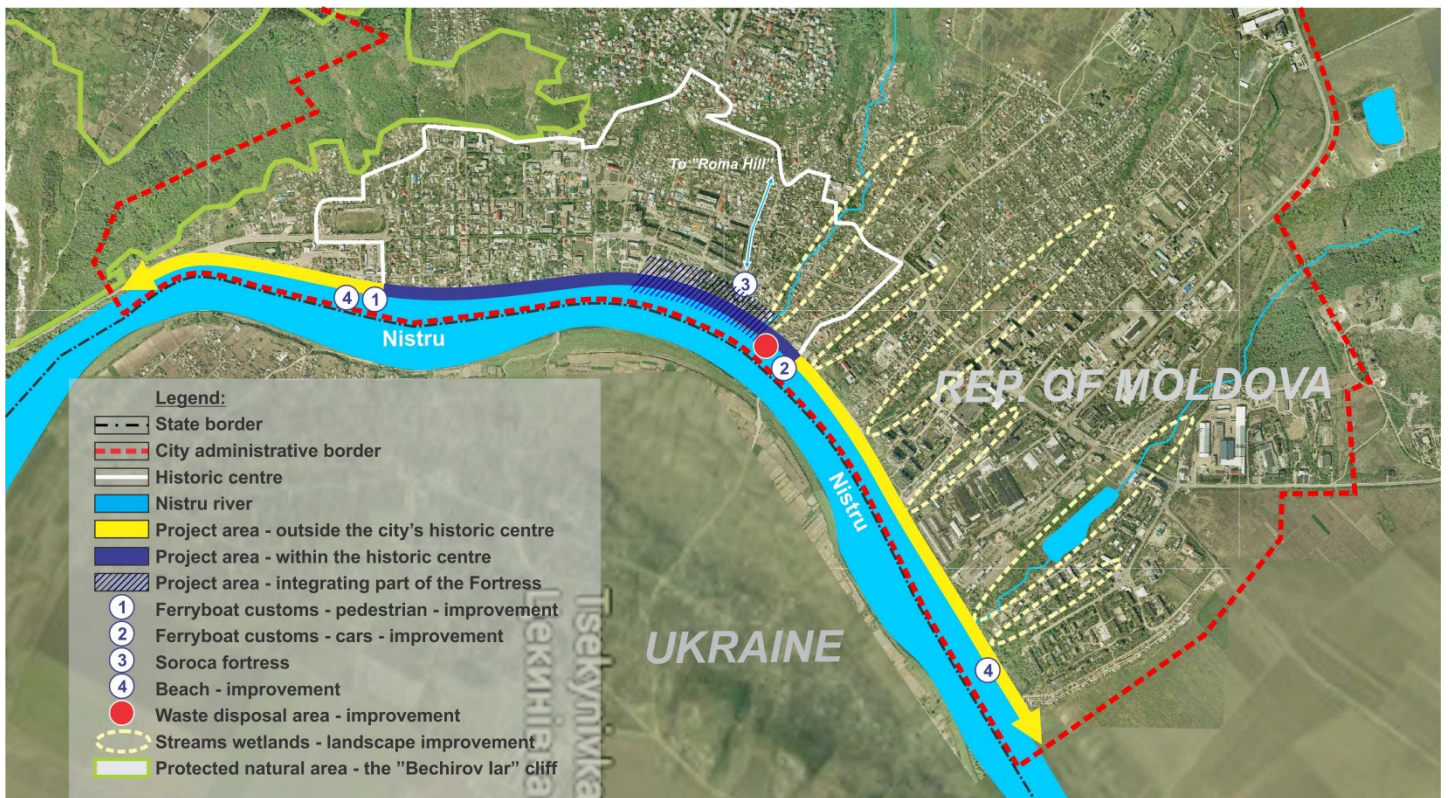 To "Roma Hill"
4
1
3
Nistru
2
REP. OF MOLDOVA
Nistru
UKRAINE
4
Tsekynivka
Цекинівка
Legend:
State border
City administrative border
Historic centre
Nistru river
Project area - outside the city's historic centre
Project area - within the historic centre
Project area - integrating part of the Fortress
1 Ferryboat customs - pedestrian - improvement
2 Ferryboat customs - cars - improvement
3 Soroca fortress
4 Beach - improvement
Waste disposal area - improvement
Streams wetlands - landscape improvement
Protected natural area - the ”Bechirov Iar” cliff